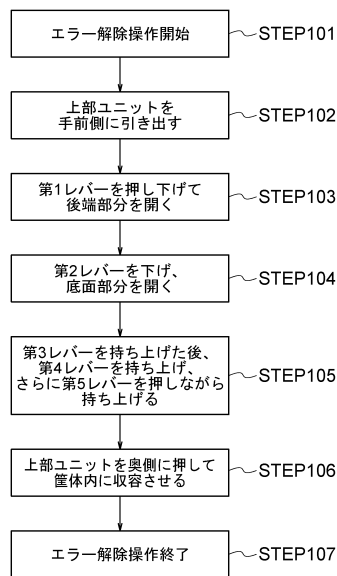 エラー解除操作開始
STEP101
上部ユニットを
手前側に引き出す
STEP102
第1レバーを押し下げて
後端部分を開く
STEP103
第2レバーを下げ、
底面部分を開く
STEP104
第3レバーを持ち上げた後、
第4レバーを持ち上げ、
さらに第5レバーを押しながら
持ち上げる
STEP105
上部ユニットを奥側に押して
筐体内に収容させる
STEP106
エラー解除操作終了
STEP107